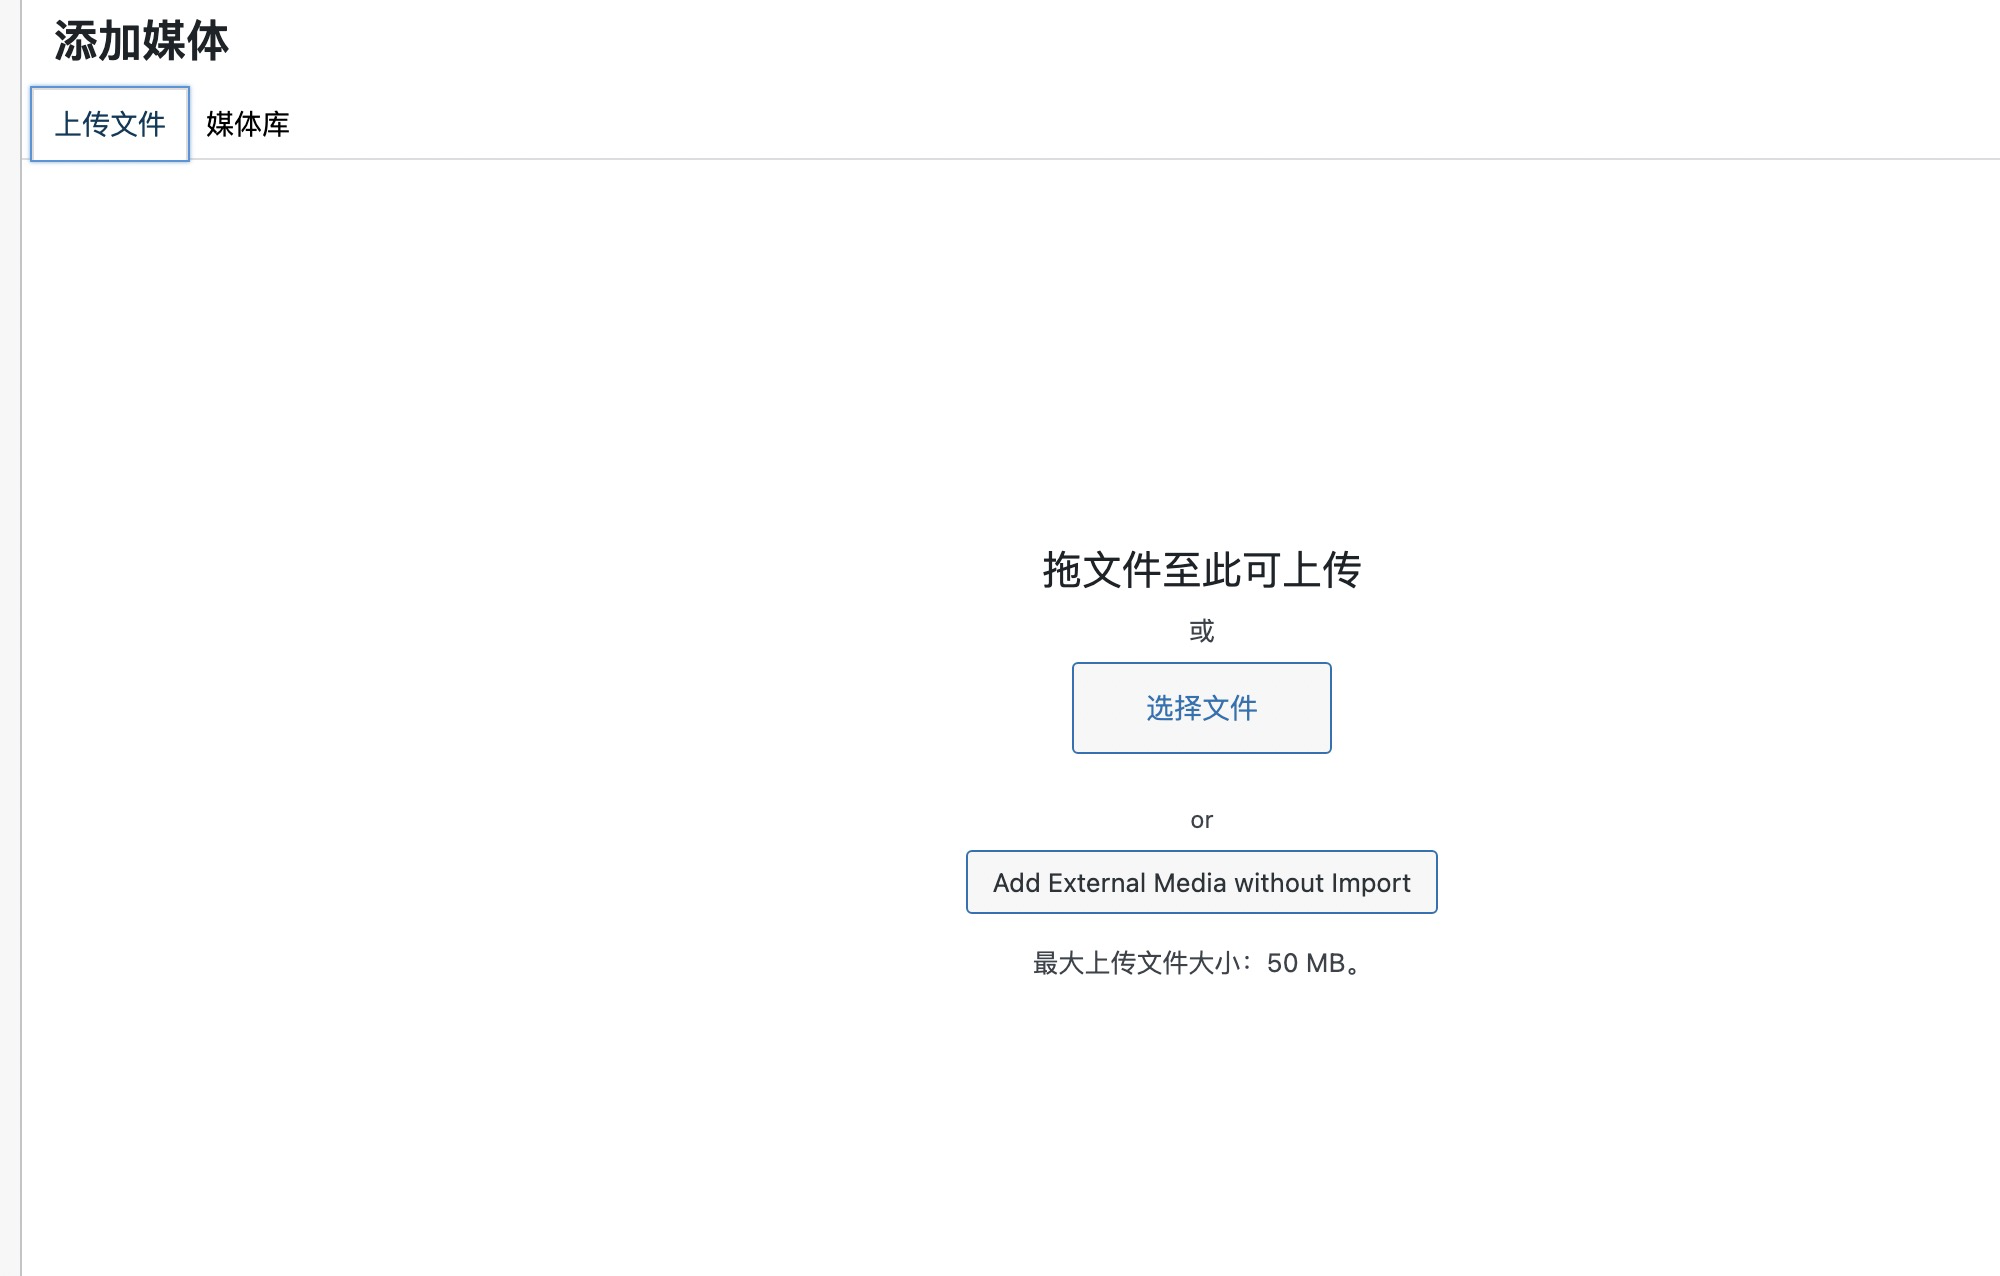 添加媒体
上传文件 媒体库
拖文件至此可上传
或
选择文件
or
Add External Media without Import
最大上传文件大小：50 MB。